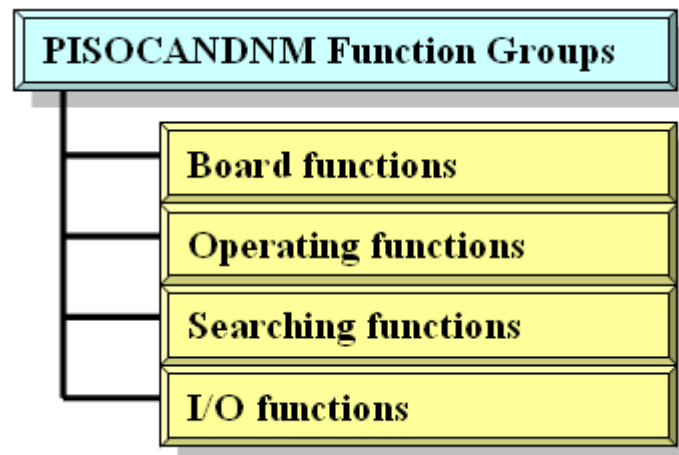 PISOCANDNM Function Groups
Board functions
Operating functions
Searching functions
I/O functions